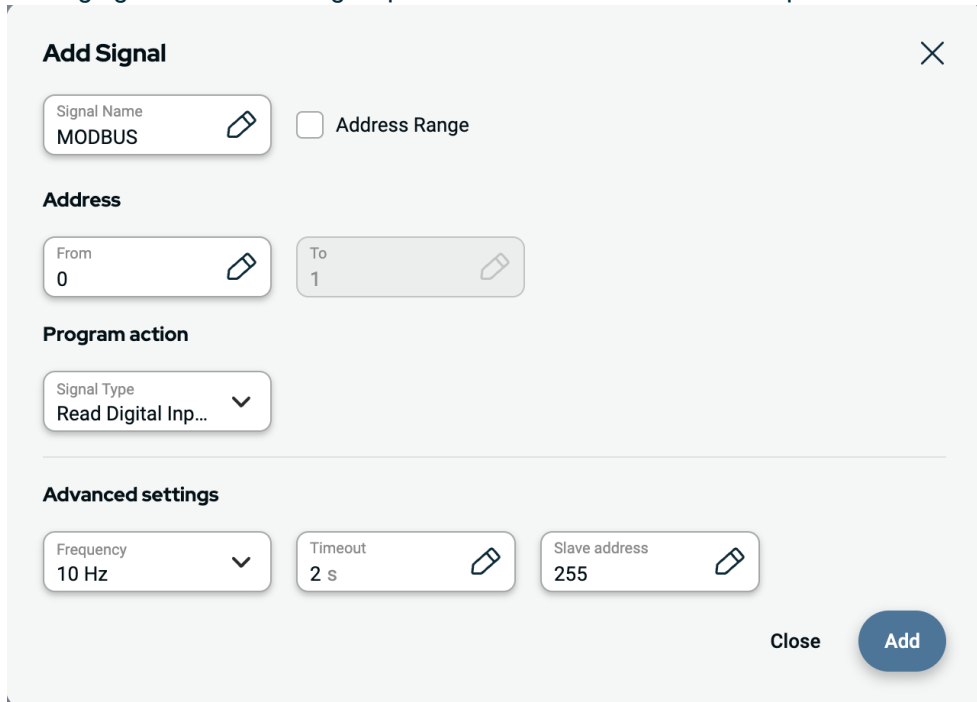 Add Signal
Signal Name
MODBUS
Address Range
Address
From
0
To
1
Program action
Signal Type
Read Digital Inp...
Advanced settings
Frequency
10 Hz
Timeout
2 s
Slave address
255
Close
Add